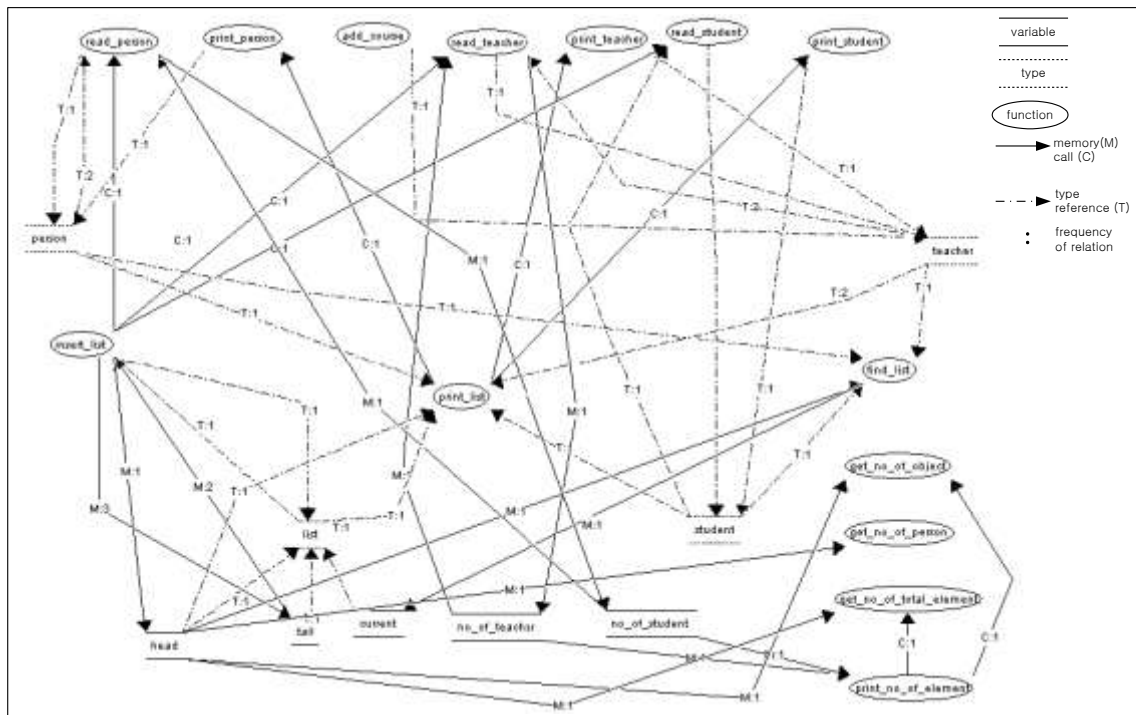 read_person
print_person
add_course
read_teacher
print_teacher
read_student
print_student
variable
type
function
memory(M)
call (C)
type
reference (T)
: frequency
of relation
T:1
T:1
T:1
T:1
T:1
T:2
C:1
C:1
T:2
C:1
person
C:1
C:1
C:1
teacher
M:1
C:1
T:1
T:1
T:2
T:1
insert_list
find_list
print_list
T:1
M:1
T:1
M:1
T:1
T:1
T:
T:1
get_no_of_object
M:1
M:2
T:1
M:1
M:3
T:1
M:1
list
student
get_no_of_person
M:1
T:1
get_no_of_total_element
tail
current
no_of_teacher
no_of_student
head
C:1
C:1
M:1
M:1
print_no_of_element
M:1
M:1